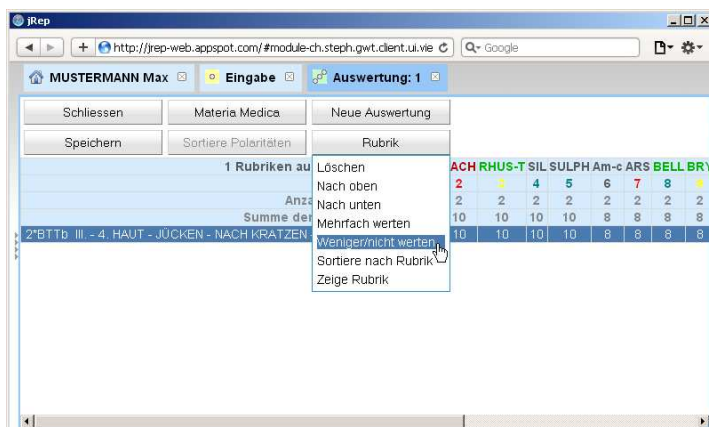 jRep
http://jrep-web.appspot.com/#module-ch.steph.gwt.client.ui.vie
Google
MUSTERMANN Max
Eingabe
Auswertung: 1
Schliessen Materia Medica Neue Auswertung
Speichern Sortiere Polaritäten Rubrik
1 Rubriken au ACH RHUS-T SIL SULPH Am-c ARS BELL BRY
2 3 4 5 6 7 8 9
Anza 2 2 2 2 2 2 2 2
Summe der 10 10 10 10 8 8 8 8
2*BTTb III. - 4. HAUT - JÜCKEN - NACH KRATZEN 10 10 10 10 8 8 8 8
Löschen
Nach oben
Nach unten
Mehrfach werten
Weniger/nicht werten
Sortiere nach Rubrik
Zeige Rubrik